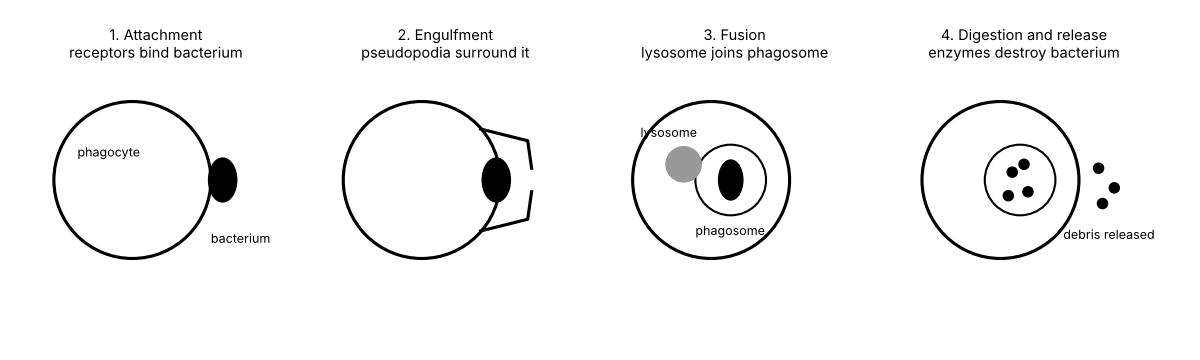 1. Attachment
receptors bind bacterium
2. Engulfment
pseudopodia surround it
3. Fusion
lysosome joins phagosome
4. Digestion and release
enzymes destroy bacterium
phagocyte
bacterium
lysosome
phagosome
debris released